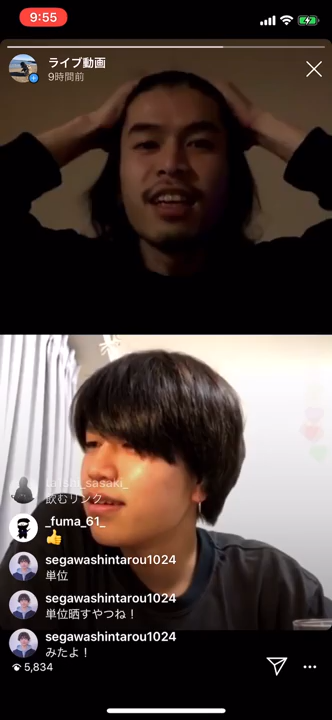 9:55
ライブ動画
9時間前
taishi_sasaki_
飲むリンク
_fuma_61_
👍
segawashintarou1024
単位
segawashintarou1024
単位晒すやつね！
segawashintarou1024
みたよ！
5,834